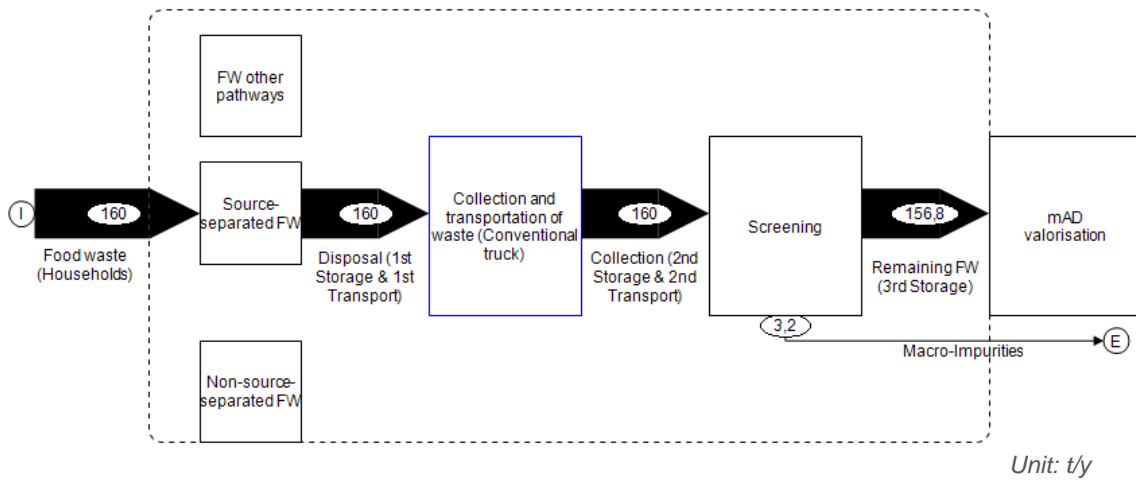 FW other
pathways
I
160
Food waste
(Households)
Source-
separated FW
160
Disposal (1st
Storage & 1st
Transport)
Collection and
transportation of
waste (Conventional
truck)
160
Collection (2nd
Storage & 2nd
Transport)
Screening
156,8
Remaining FW
(3rd Storage)
mAD
valorisation
3,2
Macro-Impurities
E
Non-source-
separated FW
Unit: t/y